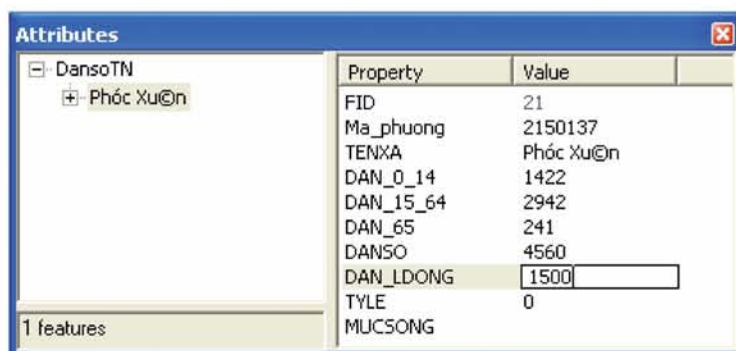 Attributes
DansoTN
Phóc Xu©n
1 features
Property Value
FID 21
Ma_phuong 2150137
TENXA Phóc Xu©n
DAN_0_14 1422
DAN_15_64 2942
DAN_65 241
DANSO 4560
DAN_LDONG 1500
TYLE 0
MUCSONG